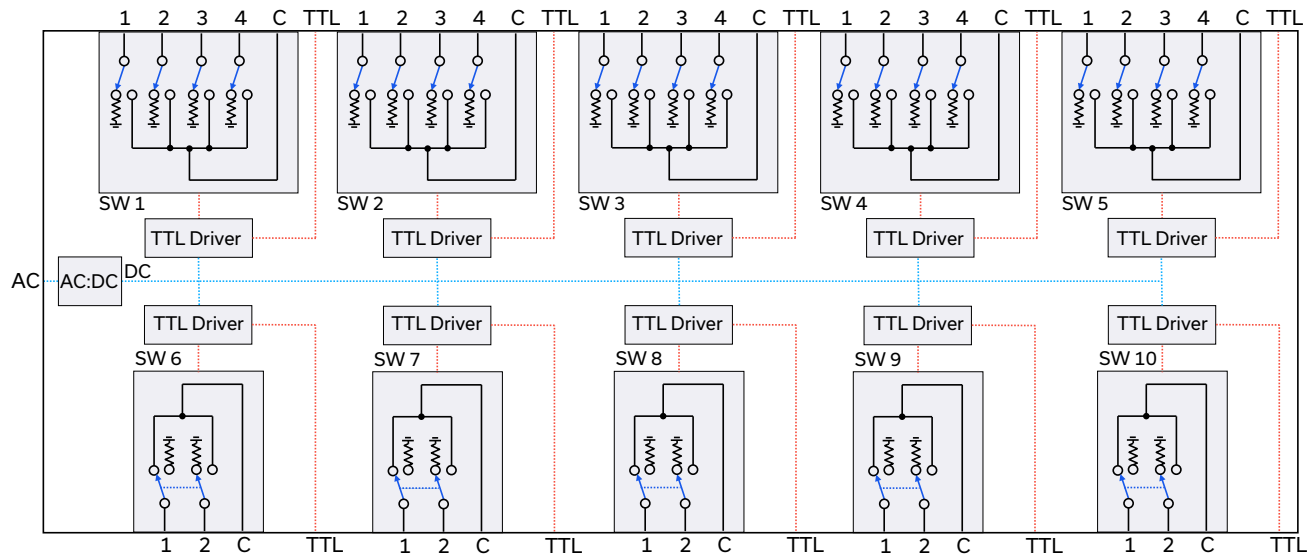 1 2 3 4 C TTL 1 2 3 4 C TTL 1 2 3 4 C TTL 1 2 3 4 C TTL 1 2 3 4 C TTL
SW 1 SW 2 SW 3 SW 4 SW 5
TTL Driver TTL Driver TTL Driver TTL Driver TTL Driver
AC AC:DC DC
TTL Driver TTL Driver TTL Driver TTL Driver TTL Driver
SW 6 SW 7 SW 8 SW 9 SW 10
1 2 C TTL 1 2 C TTL 1 2 C TTL 1 2 C TTL 1 2 C TTL